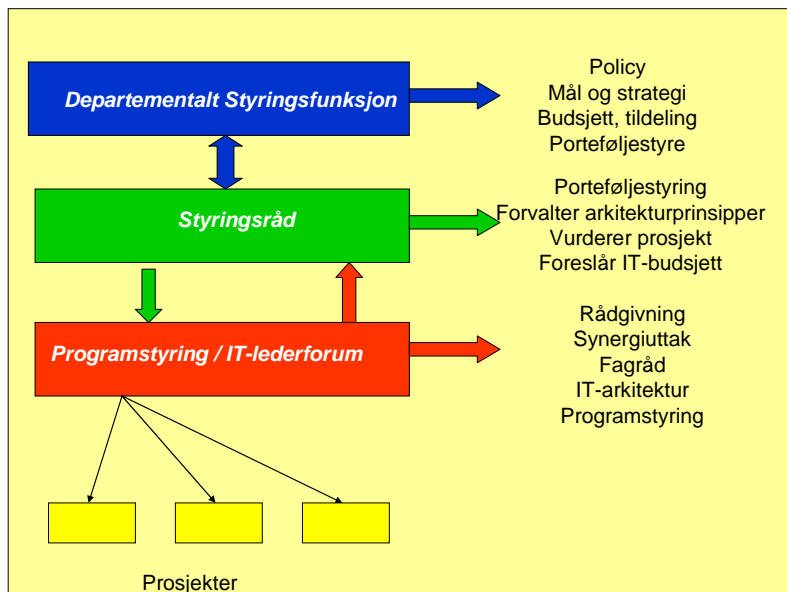 Departementalt Styringsfunksjon
Policy
Mål og strategi
Budsjett, tildeling
Porteføljestyre
Styringsråd
Porteføljestyring
Forvalter arkitekturprinsipper
Vurderer prosjekt
Foreslår IT-budsjett
Programstyring / IT-lederforum
Rådgivning
Synergiuttak
Fagråd
IT-arkitektur
Programstyring
Prosjekter